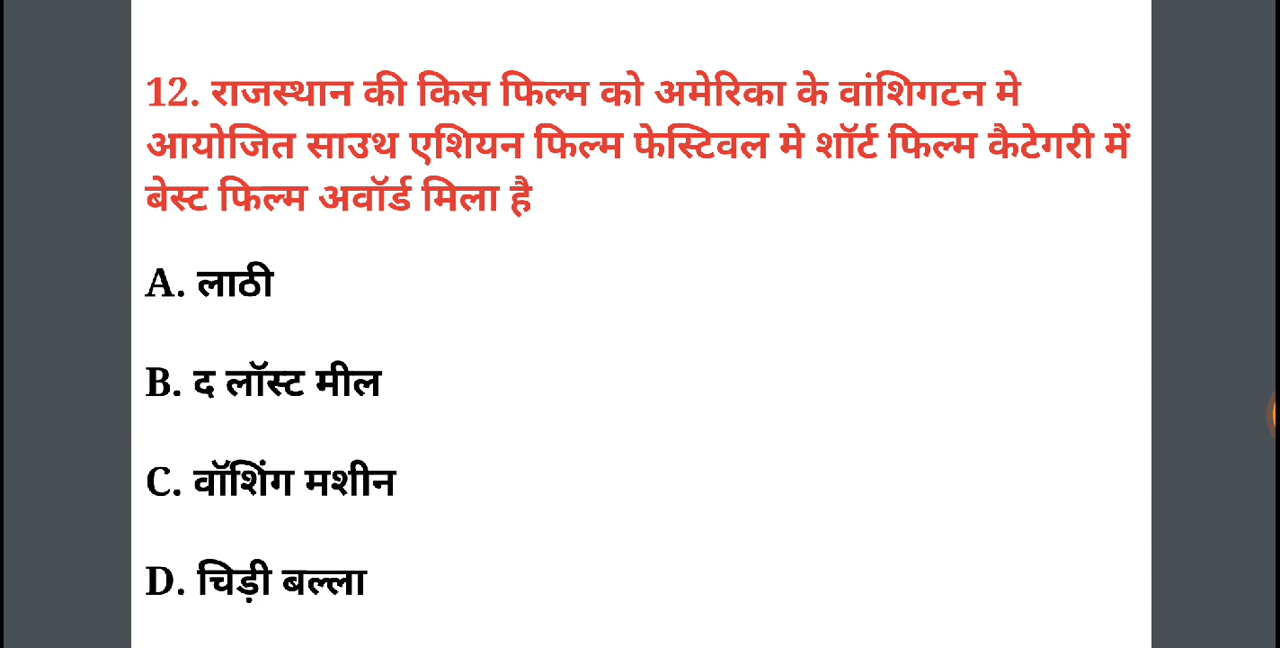 12. राजस्थान की किस फिल्म को अमेरिका के वांशिगटन मे
आयोजित साउथ एशियन फिल्म फेस्टिवल मे शॉर्ट फिल्म कैटेगरी में
बेस्ट फिल्म अवॉर्ड मिला है
A. लाठी
B. द लॉस्ट मील
C. वॉशिंग मशीन
D. चिड़ी बल्ला